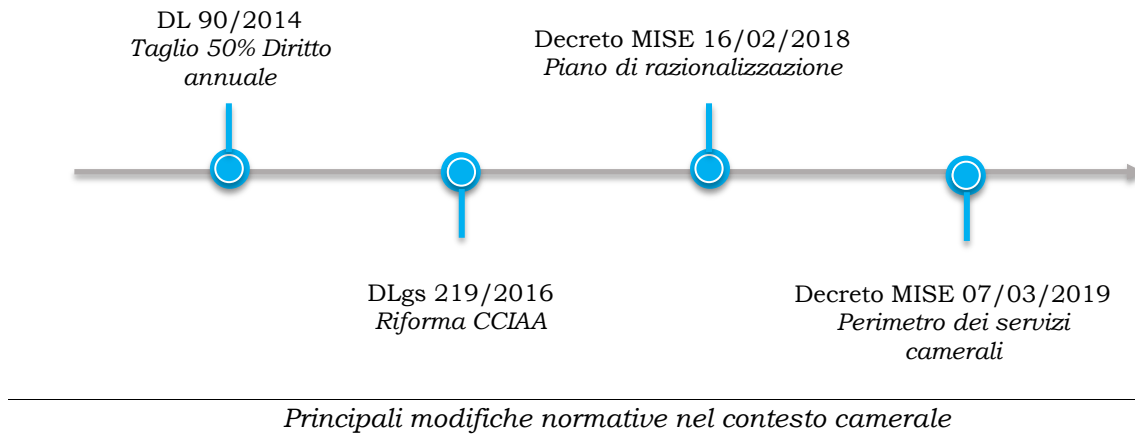 DL 90/2014
Taglio 50% Diritto
annuale
Decreto MISE 16/02/2018
Piano di razionalizzazione
DLgs 219/2016
Riforma CCIAA
Decreto MISE 07/03/2019
Perimetro dei servizi
camerali
Principali modifiche normative nel contesto camerale